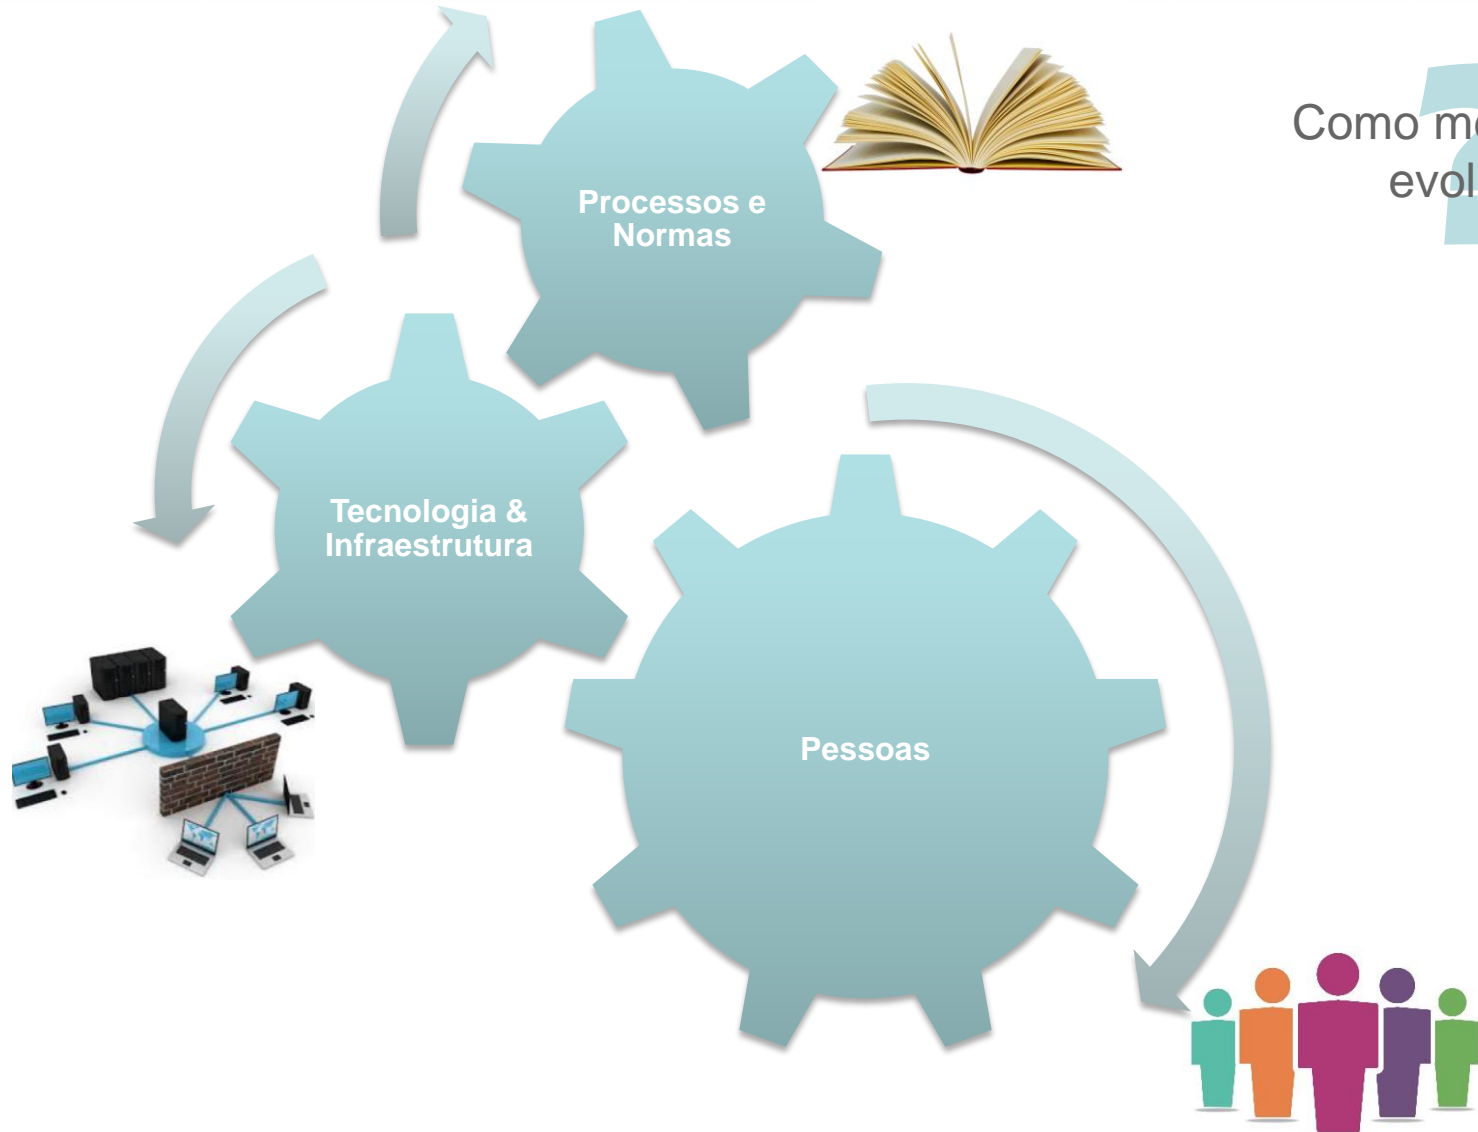 Como
evol
Processos e
Normas
Tecnologia &
Infraestrutura
Pessoas